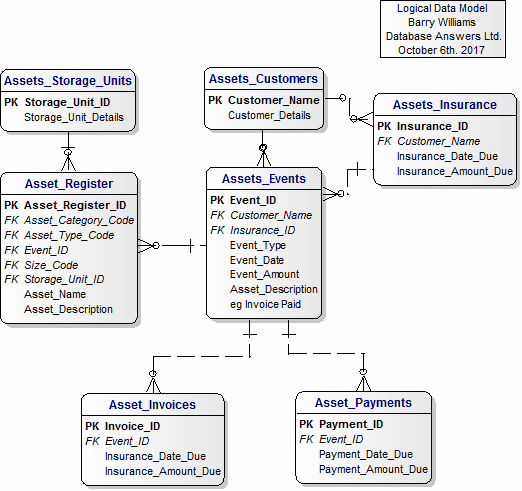 Logical Data Model
Barry Williams
Database Answers Ltd.
October 6th. 2017
Assets_Storage_Units
PK Storage_Unit_ID
Storage_Unit_Details
Assets_Customers
PK Customer_Name
Customer_Details
Assets_Insurance
PK Insurance_ID
FK Customer_Name
Insurance_Date_Due
Insurance_Amount_Due
Asset_Register
PK Asset_Register_ID
FK Asset_Category_Code
FK Asset_Type_Code
FK Event_ID
FK Size_Code
FK Storage_Unit_ID
Asset_Name
Asset_Description
Assets_Events
PK Event_ID
FK Customer_Name
FK Insurance_ID
Event_Type
Event_Date
Event_Amount
Asset_Description
eg Invoice Paid
Asset_Invoices
PK Invoice_ID
FK Event_ID
Insurance_Date_Due
Insurance_Amount_Due
Asset_Payments
PK Payment_ID
FK Event_ID
Payment_Date_Due
Payment_Amount_Due